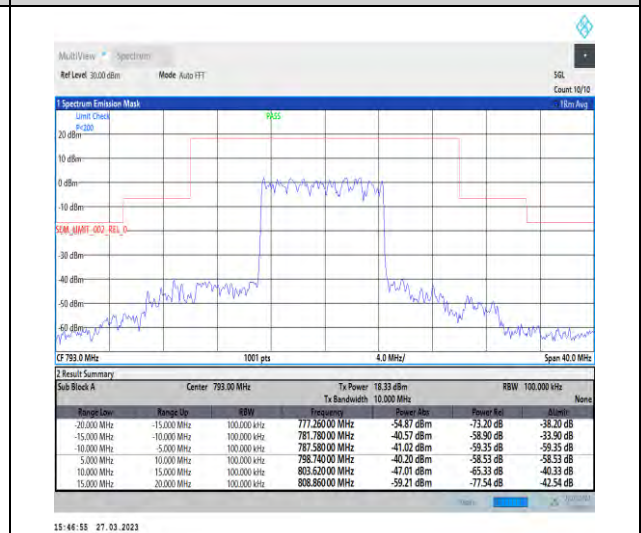 MultiView Spectrum
Ref Level 30.00 dBm Mode Auto FFT SGL
Count 10/10
1 Spectrum Emission Mask 1Rm Avg
Limit Check PASS
P<200
20 dBm
10 dBm
0 dBm
-10 dBm
SEM_LIMIT_002_REL_0
-30 dBm
-40 dBm
-50 dBm
-60 dBm
CF 793.0 MHz 1001 pts 4.0 MHz/ Span 40.0 MHz
2 Result Summary
Sub Block A Center 793.00 MHz Tx Power 18.33 dBm RBW 100.000 kHz
Tx Bandwidth 10.000 MHz None
Range Low Range Up RBW Frequency Power Abs Power Rel ΔLimit
-20.000 MHz -15.000 MHz 100.000 kHz 777.26000 MHz -54.87 dBm -73.20 dB -38.20 dB
-15.000 MHz -10.000 MHz 100.000 kHz 781.78000 MHz -40.57 dBm -58.90 dB -33.90 dB
-10.000 MHz -5.000 MHz 100.000 kHz 787.58000 MHz -41.02 dBm -59.35 dB -59.35 dB
5.000 MHz 10.000 MHz 100.000 kHz 798.74000 MHz -40.20 dBm -58.53 dB -58.53 dB
10.000 MHz 15.000 MHz 100.000 kHz 803.62000 MHz -47.01 dBm -65.33 dB -40.33 dB
15.000 MHz 20.000 MHz 100.000 kHz 808.86000 MHz -59.21 dBm -77.54 dB -42.54 dB
15:46:55 27.03.2023